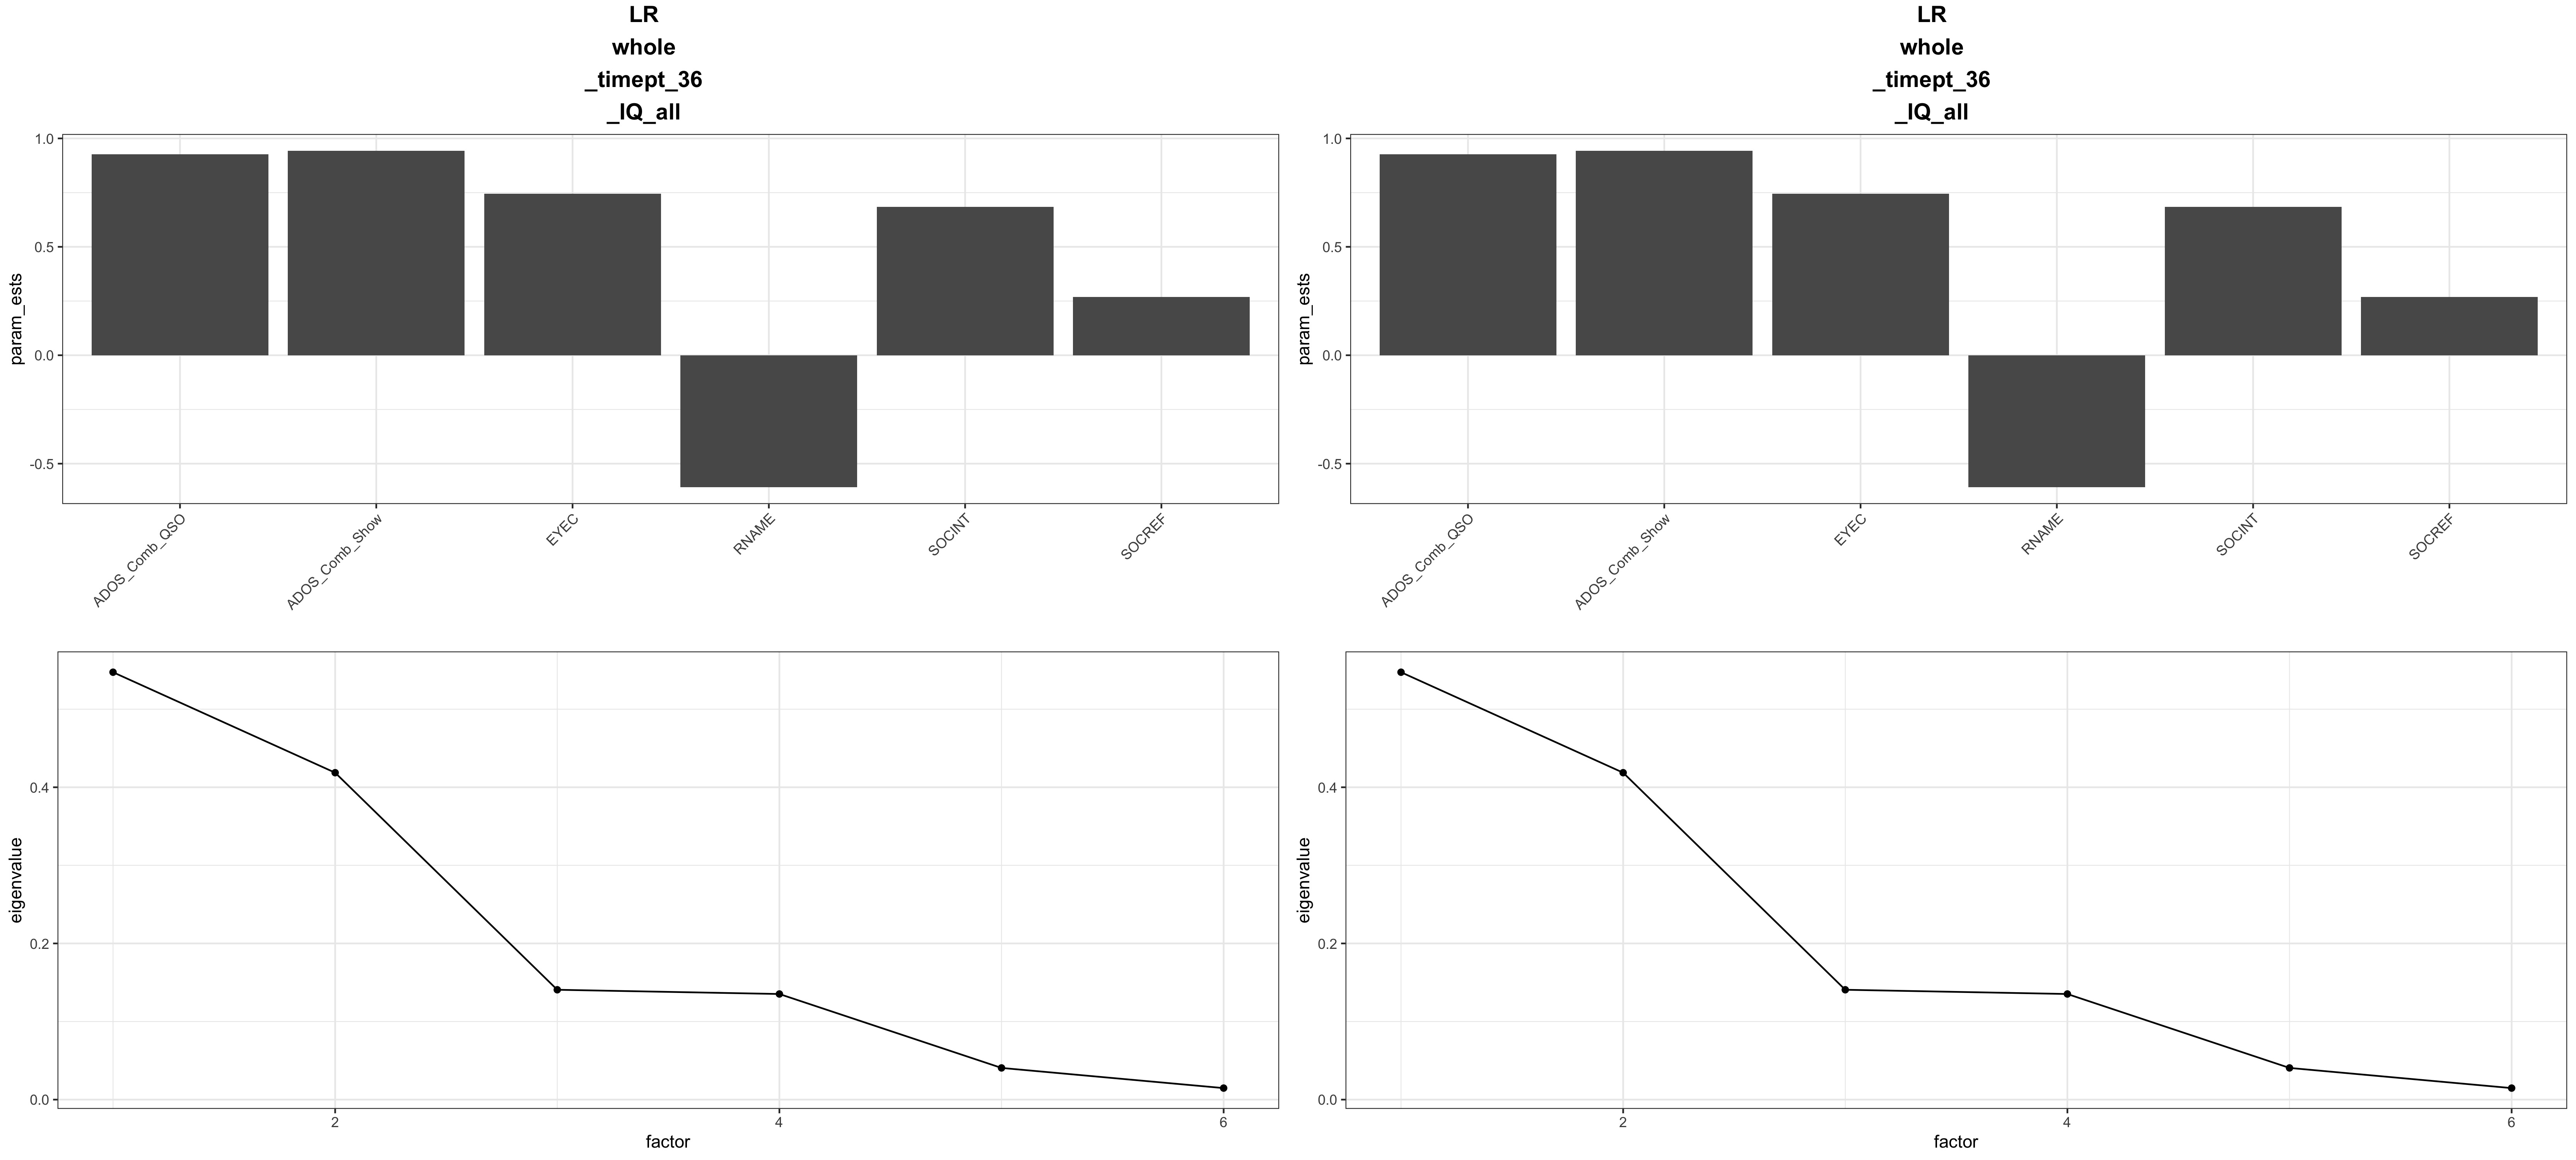 LR
whole
_timept_36
_IQ_all
param_ests
1.0
0.5
0.0
-0.5
ADOS_Comb_QSO
ADOS_Comb_Show
EYEC
RNAME
SOCINT
SOCREF
LR
whole
_timept_36
_IQ_all
param_ests
1.0
0.5
0.0
-0.5
ADOS_Comb_QSO
ADOS_Comb_Show
EYEC
RNAME
SOCINT
SOCREF
eigenvalue
0.4
0.2
0.0
2
4
6
factor
eigenvalue
0.4
0.2
0.0
2
4
6
factor